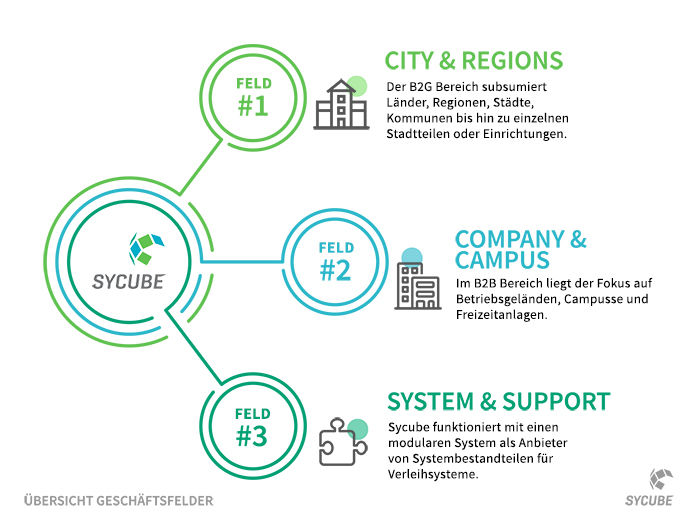 FELD
#1
CITY & REGIONS
Der B2G Bereich subsumiert
Länder, Regionen, Städte,
Kommunen bis hin zu einzelnen
Stadtteilen oder Einrichtungen.
SYCUBE
FELD
#2
COMPANY &
CAMPUS
Im B2B Bereich liegt der Fokus auf
Betriebsgeländen, Campusse und
Freizeitanlagen.
FELD
#3
SYSTEM & SUPPORT
Sycube funktioniert mit einen
modularen System als Anbieter
von Systembestandteilen für
Verleihsysteme.
ÜBERSICHT GESCHÄFTSFELDER
SYCUBE